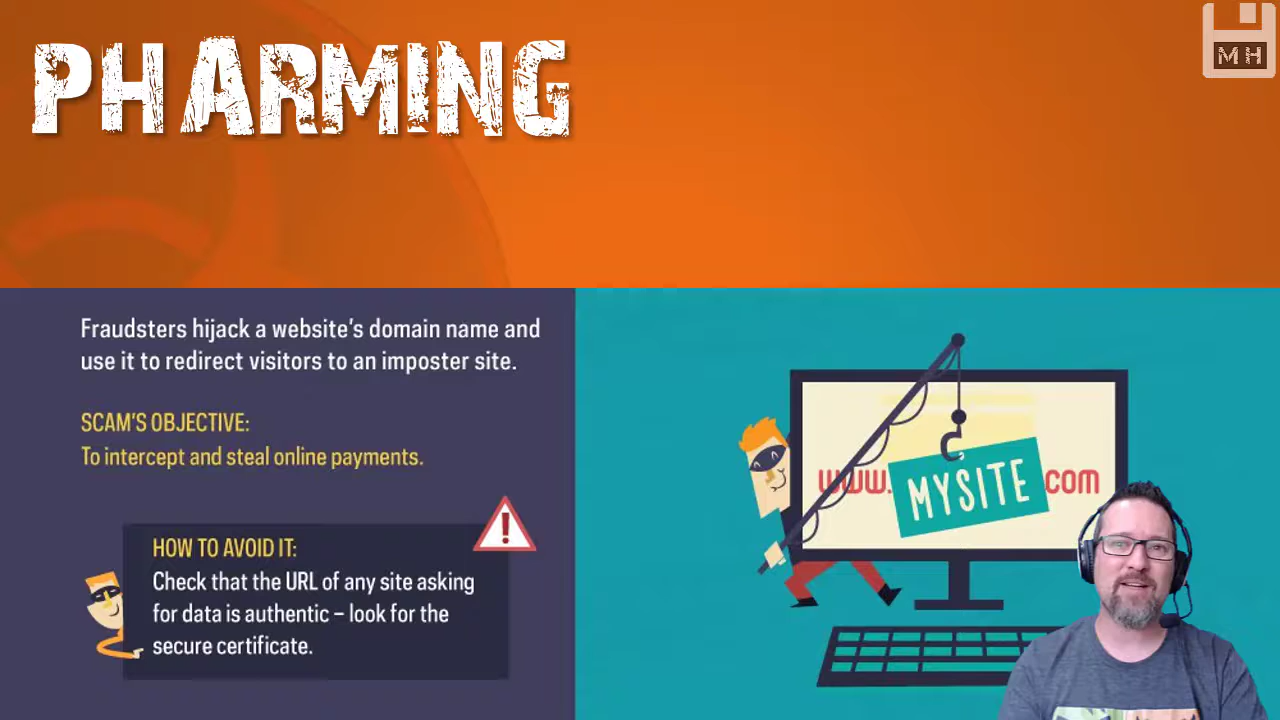 PHARMING
MH
Fraudsters hijack a website's domain name and
use it to redirect visitors to an imposter site.
SCAM'S OBJECTIVE:
To intercept and steal online payments.
HOW TO AVOID IT:
Check that the URL of any site asking
for data is authentic – look for the
secure certificate.
www.MYSITE.com